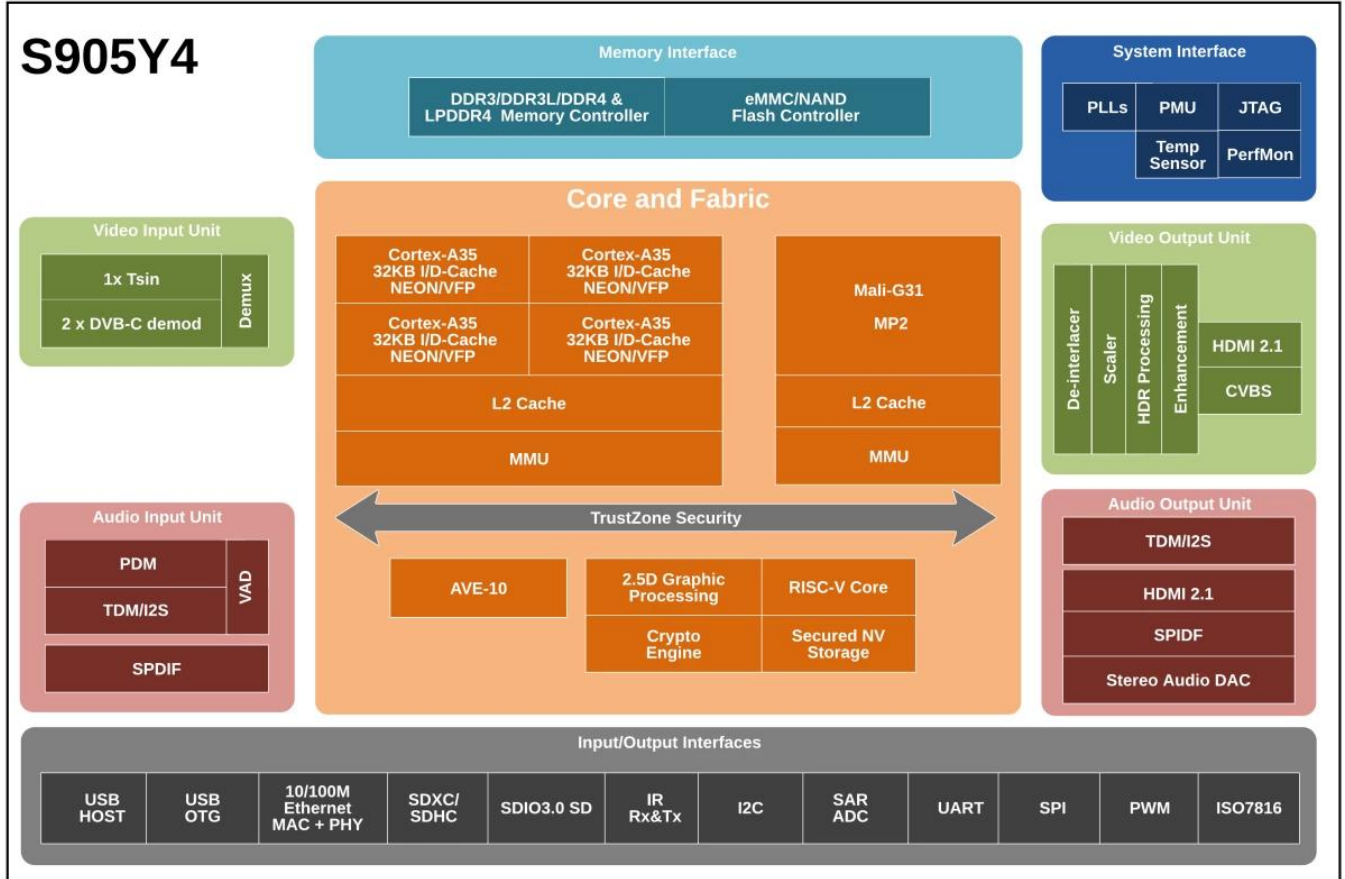 S905Y4
Memory Interface
DDR3/DDR3L/DDR4 &
LPDDR4 Memory Controller
eMMC/NAND
Flash Controller
System Interface
PLLs
PMU
JTAG
Temp
Sensor
PerfMon
Core and Fabric
Cortex-A35
32KB I/D-Cache
NEON/VFP
Cortex-A35
32KB I/D-Cache
NEON/VFP
Cortex-A35
32KB I/D-Cache
NEON/VFP
Cortex-A35
32KB I/D-Cache
NEON/VFP
L2 Cache
MMU
Mali-G31
MP2
L2 Cache
MMU
TrustZone Security
AVE-10
2.5D Graphic
Processing
RISC-V Core
Crypto
Engine
Secured NV
Storage
Video Input Unit
1x Tsin
2 x DVB-C demod
Demux
Video Output Unit
De-interlacer
Scaler
HDR Processing
Enhancement
HDMI 2.1
CVBS
Audio Input Unit
PDM
TDM/I2S
VAD
SPDIF
Audio Output Unit
TDM/I2S
HDMI 2.1
SPIDF
Stereo Audio DAC
Input/Output Interfaces
USB
HOST
USB
OTG
10/100M
Ethernet
MAC + PHY
SDXC/
SDHC
SDIO3.0 SD
IR
Rx&Tx
I2C
SAR
ADC
UART
SPI
PWM
ISO7816